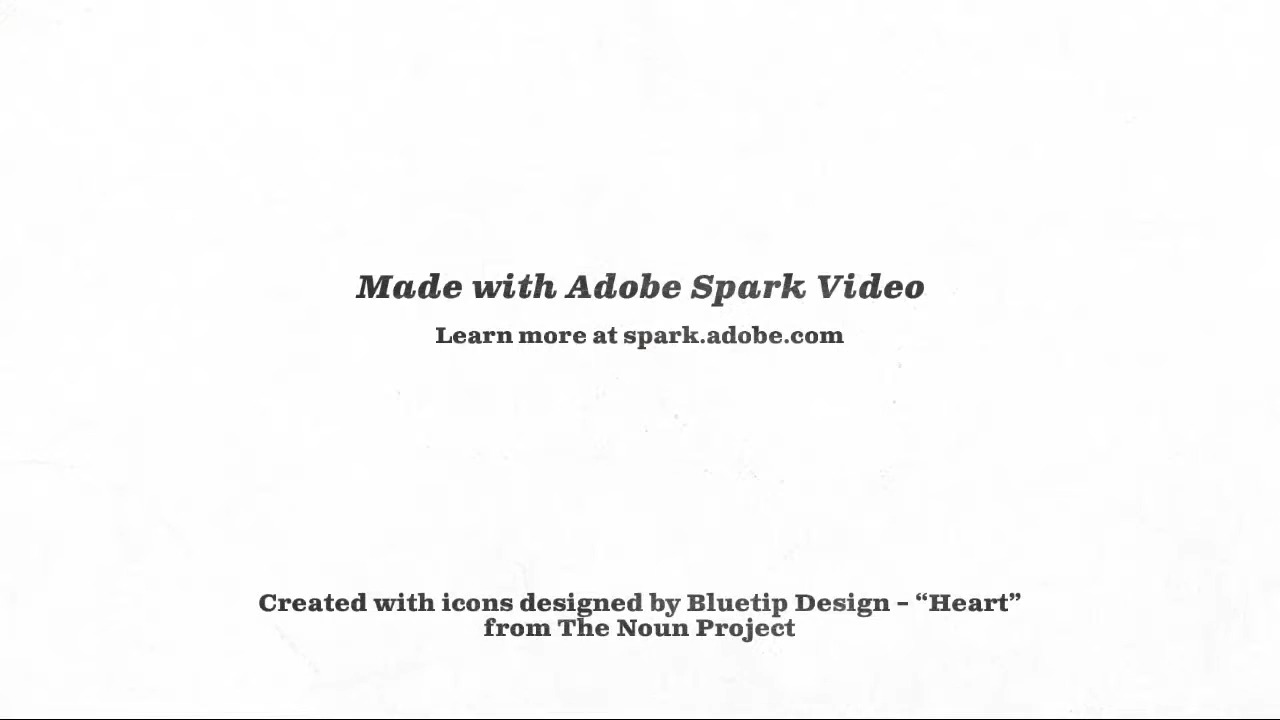 Made with Adobe Spark Video
Learn more at spark.adobe.com
Created with icons designed by Bluetip Design – “Heart”
from The Noun Project